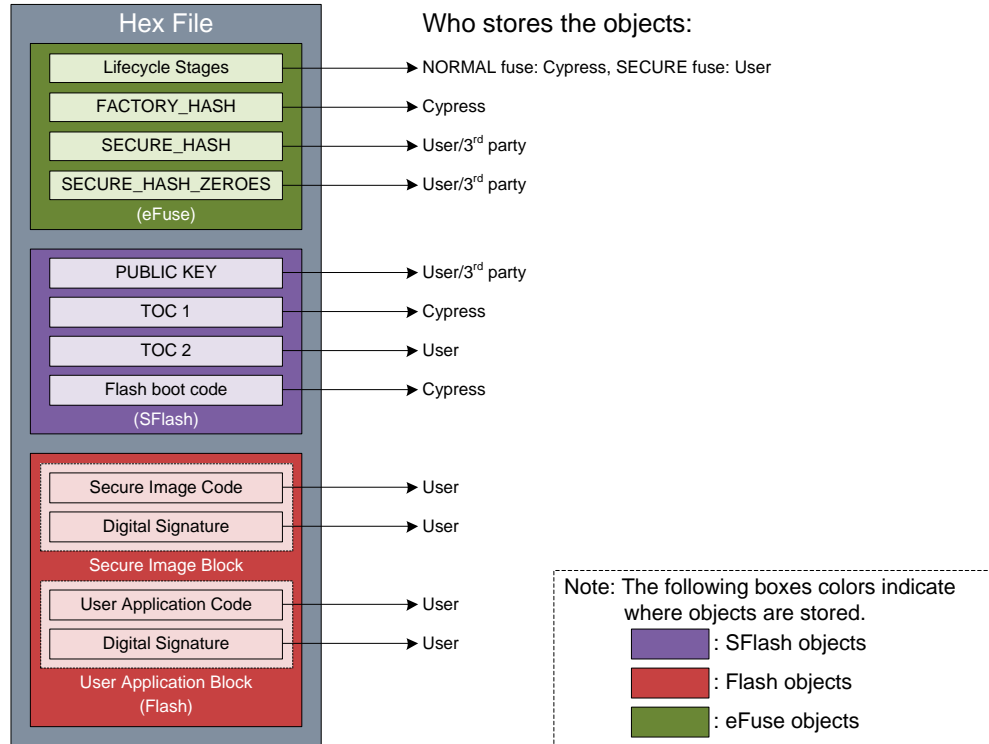 Hex File
Who stores the objects:
Lifecycle Stages
NORMAL fuse: Cypress, SECURE fuse: User
FACTORY_HASH
Cypress
SECURE_HASH
User/3rd party
SECURE_HASH_ZEROES
User/3rd party
(eFuse)
PUBLIC KEY
User/3rd party
TOC 1
Cypress
TOC 2
User
Flash boot code
Cypress
(SFlash)
Secure Image Code
User
Digital Signature
User
Secure Image Block
User Application Code
User
Digital Signature
User
User Application Block
(Flash)
Note: The following boxes colors indicate
where objects are stored.
: SFlash objects
: Flash objects
: eFuse objects